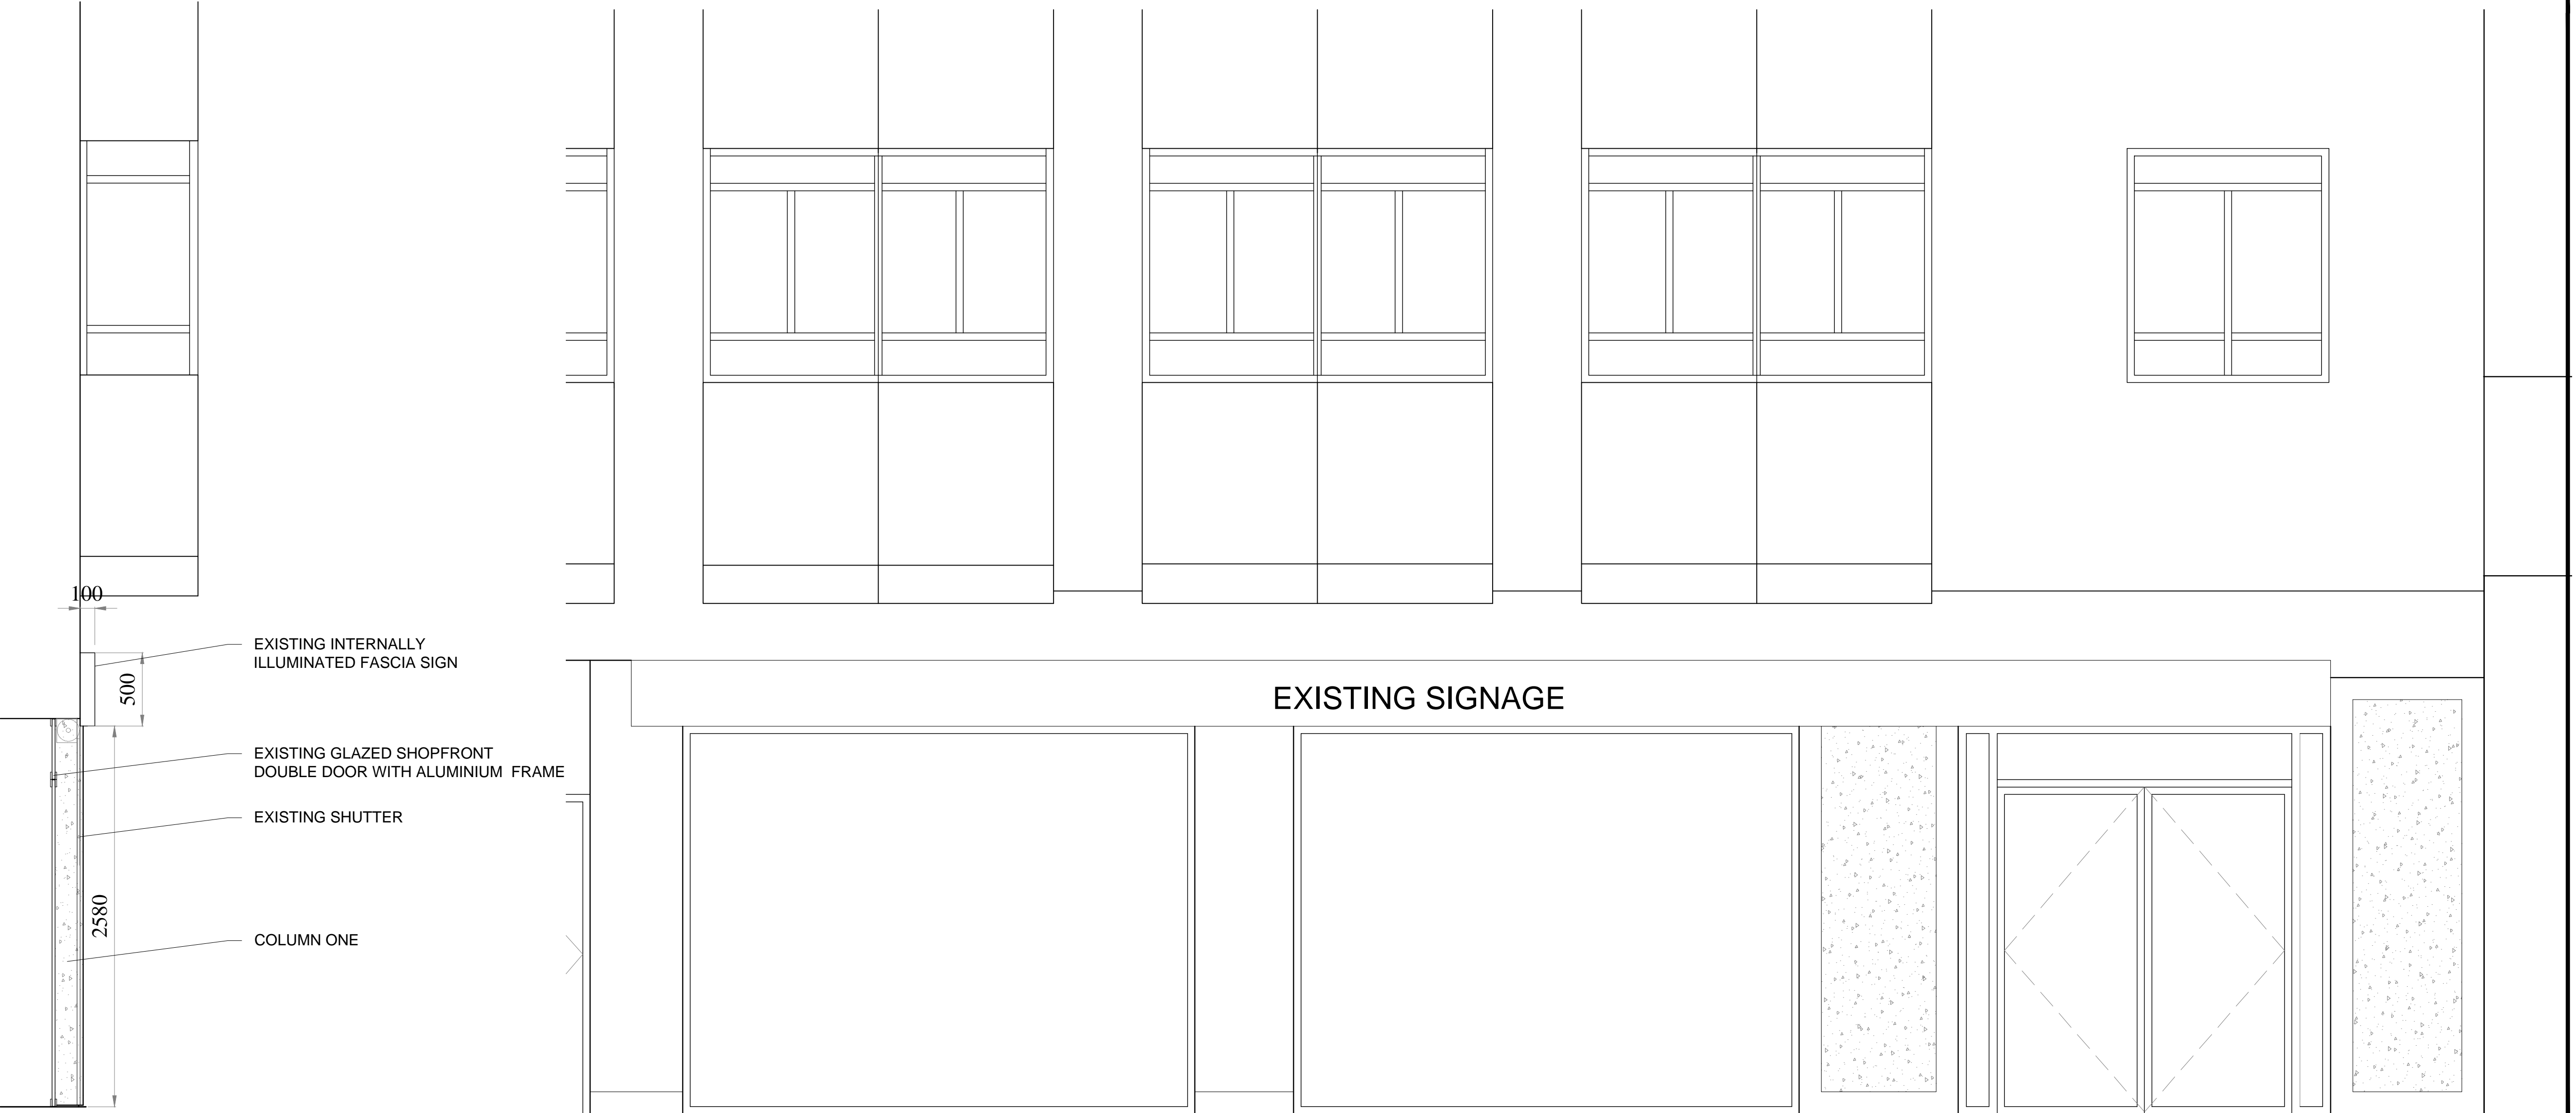 100
EXISTING INTERNALLY
ILLUMINATED FASCIA SIGN
500
EXISTING SIGNAGE
EXISTING GLAZED SHOPFRONT
DOUBLE DOOR WITH ALUMINIUM FRAME
EXISTING SHUTTER
2580
COLUMN ONE